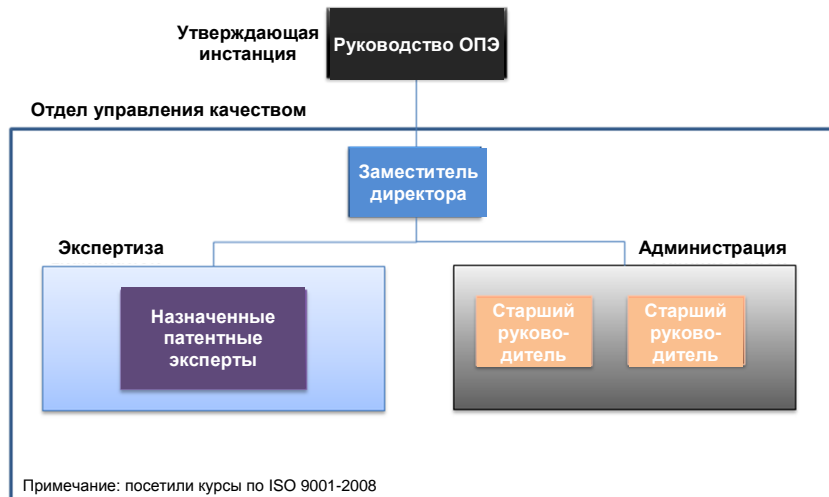 Утверждающая
инстанция
Руководство ОПЭ
Отдел управления качеством
Заместитель
директора
Экспертиза
Администрация
Назначенные
патентные
эксперты
Старший
руково-
дитель
Старший
руково-
дитель
Примечание: посетили курсы по ISO 9001-2008